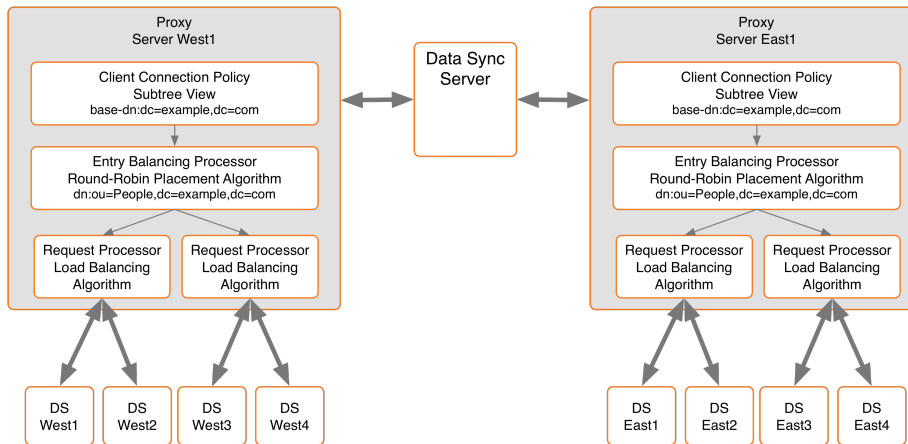 Proxy
Server West1
Client Connection Policy
Subtree View
base-dn:dc=example,dc=com
Entry Balancing Processor
Round-Robin Placement Algorithm
dn:ou=People,dc=example,dc=com
Request Processor
Load Balancing
Algorithm
Request Processor
Load Balancing
Algorithm
DS
West1
DS
West2
DS
West3
DS
West4
Data Sync
Server
Proxy
Server East1
Client Connection Policy
Subtree View
base-dn:dc=example,dc=com
Entry Balancing Processor
Round-Robin Placement Algorithm
dn:ou=People,dc=example,dc=com
Request Processor
Load Balancing
Algorithm
Request Processor
Load Balancing
Algorithm
DS
East1
DS
East2
DS
East3
DS
East4